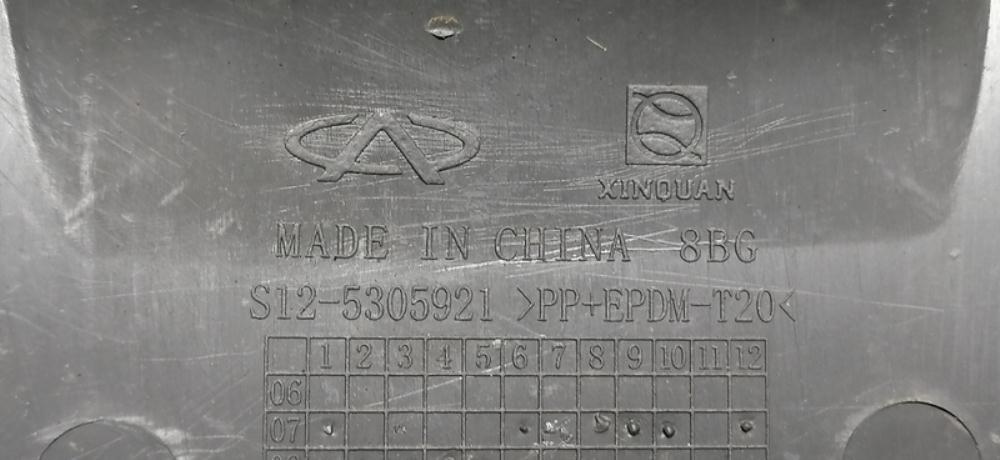 XINQUAN
MADE IN CHINA 8BG
S12-5305921 >PP+EPDM-T20<
1 2 3 4 5 6 7 8 9 10 11 12
06
07